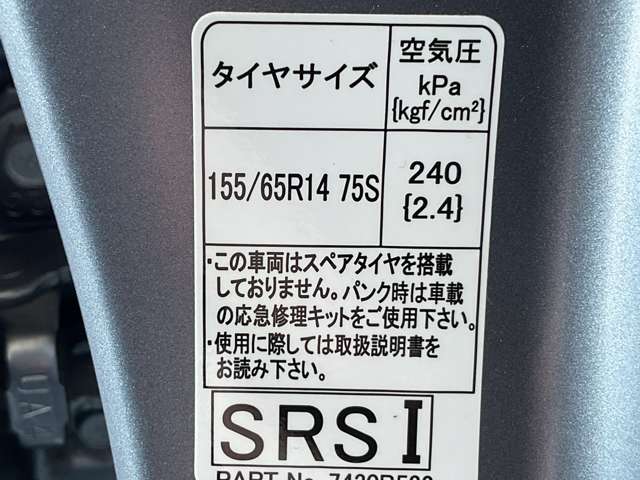 タイヤサイズ
空気圧
kPa
{kgf/cm²}
155/65R14 75S
240
{2.4}
・この車両はスペアタイヤを搭載
しておりません。パンク時は車載
の応急修理キットをご使用下さい。
・使用に際しては取扱説明書を
お読み下さい。
SRS I
PART No.